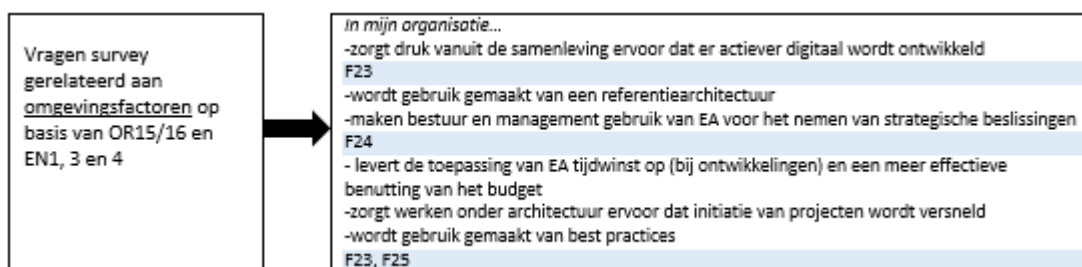 Vragen survey
gerelateerd aan
omgevingsfactoren op
basis van OR15/16 en
EN1, 3 en 4
In mijn organisatie...
-zorgt druk vanuit de samenleving ervoor dat er actiever digitaal wordt ontwikkeld
F23
-wordt gebruik gemaakt van een referentiearchitectuur
-maken bestuur en management gebruik van EA voor het nemen van strategische beslissingen
F24
- levert de toepassing van EA tijdwinst op (bij ontwikkelingen) en een meer effectieve
benutting van het budget
-zorgt werken onder architectuur ervoor dat initiatie van projecten wordt versneld
-wordt gebruik gemaakt van best practices
F23, F25